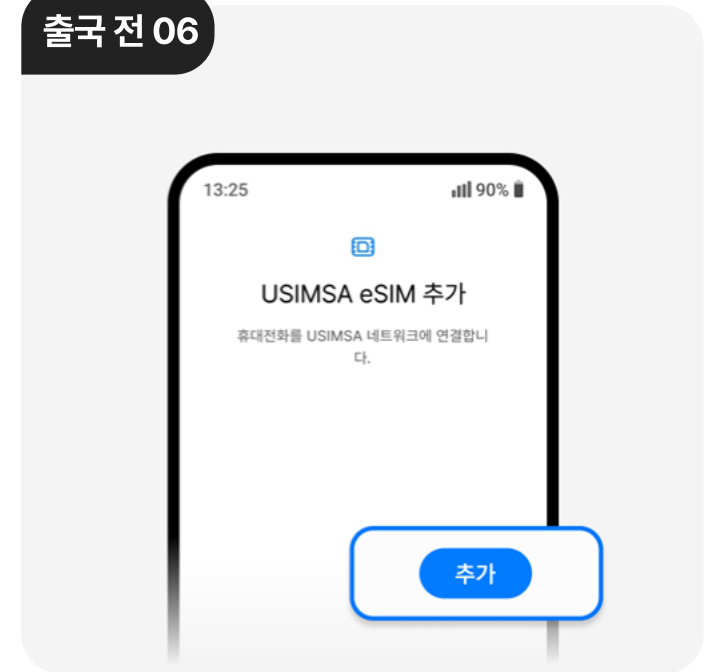 출국 전 06
13:25
90%
USIMSA eSIM 추가
휴대전화를 USIMSA 네트워크에 연결합니
다.
추가